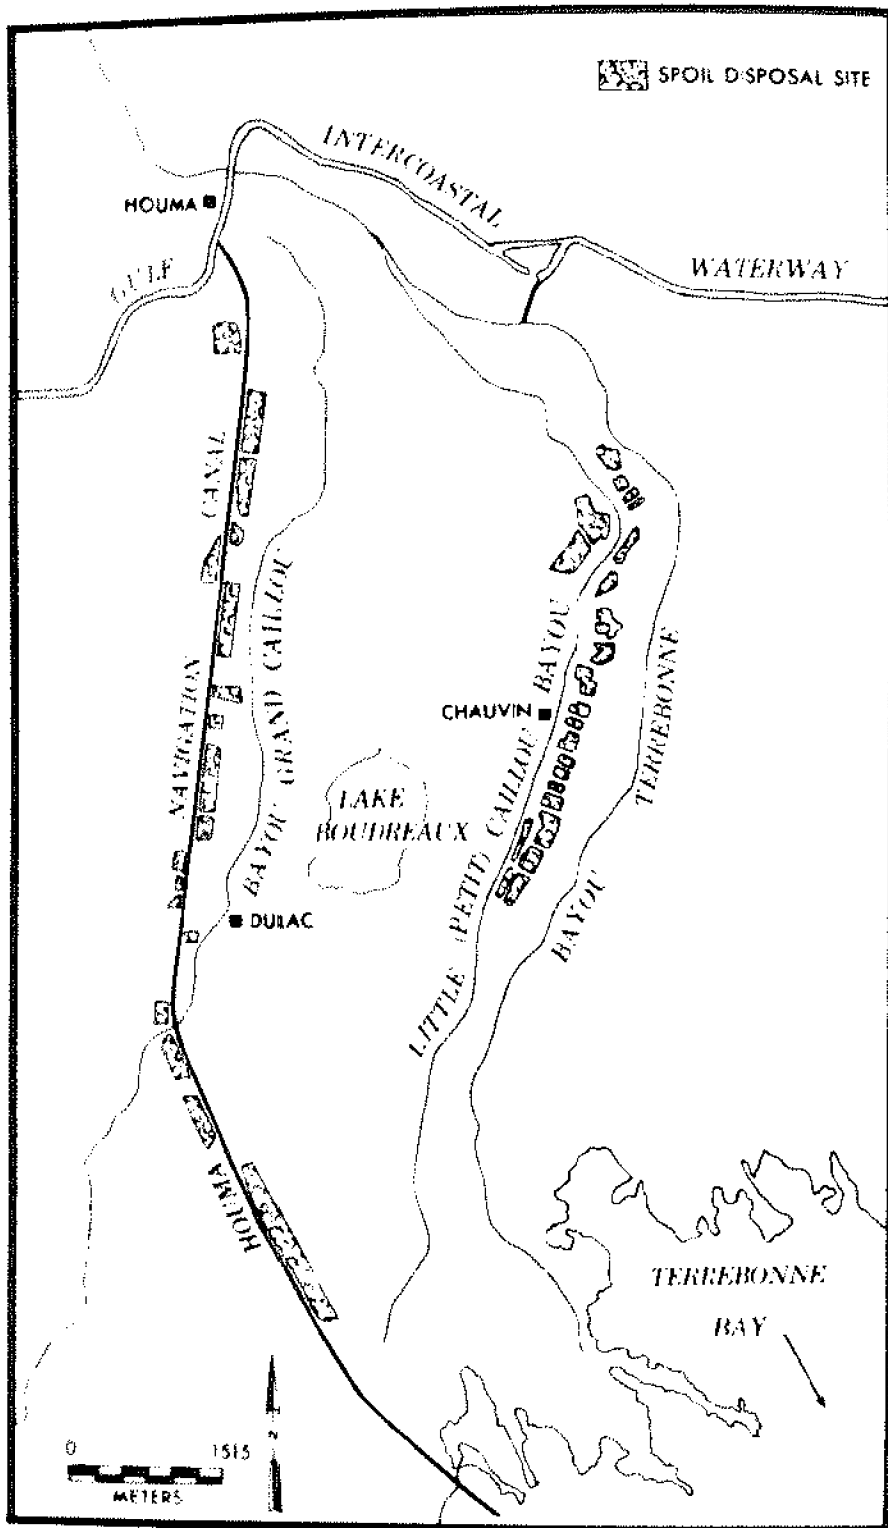 SPOIL DISPOSAL SITE
INTERCOASTAL
HOUMA
GULF
WATERWAY
CANAL
BAYOU GRAND CAILLOU
NAVIGATION
CHAUVIN
LITTLE (PETIT) CAILLOU BAYOU
TERREBONNE
LAKE
BOUDREAUX
BAYOU
DULAC
HOUMA
TERREBONNE
BAY
N
0 1515
METERS